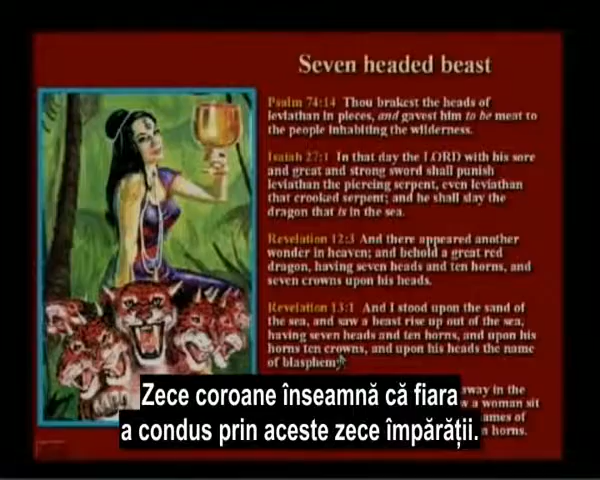 Seven headed beast
Psalm 74:14 Thou brakest the heads of
leviathan in pieces, and gavest him to be meat to
the people inhabiting the wilderness.
Isaiah 27:1 In that day the LORD with his sore
and great and strong sword shall punish
leviathan the piercing serpent, even leviathan
that crooked serpent; and he shall slay the
dragon that is in the sea.
Revelation 12:3 And there appeared another
wonder in heaven; and behold a great red
dragon, having seven heads and ten horns, and
seven crowns upon his heads.
Revelation 13:1 And I stood upon the sand of
the sea, and saw a beast rise up out of the sea,
having seven heads and ten horns, and upon his
horns ten crowns, and upon his heads the name
of blasphemy
away in the
a woman sit
names of
horns.
Zece coroane înseamnă că fiara
a condus prin aceste zece împărății.